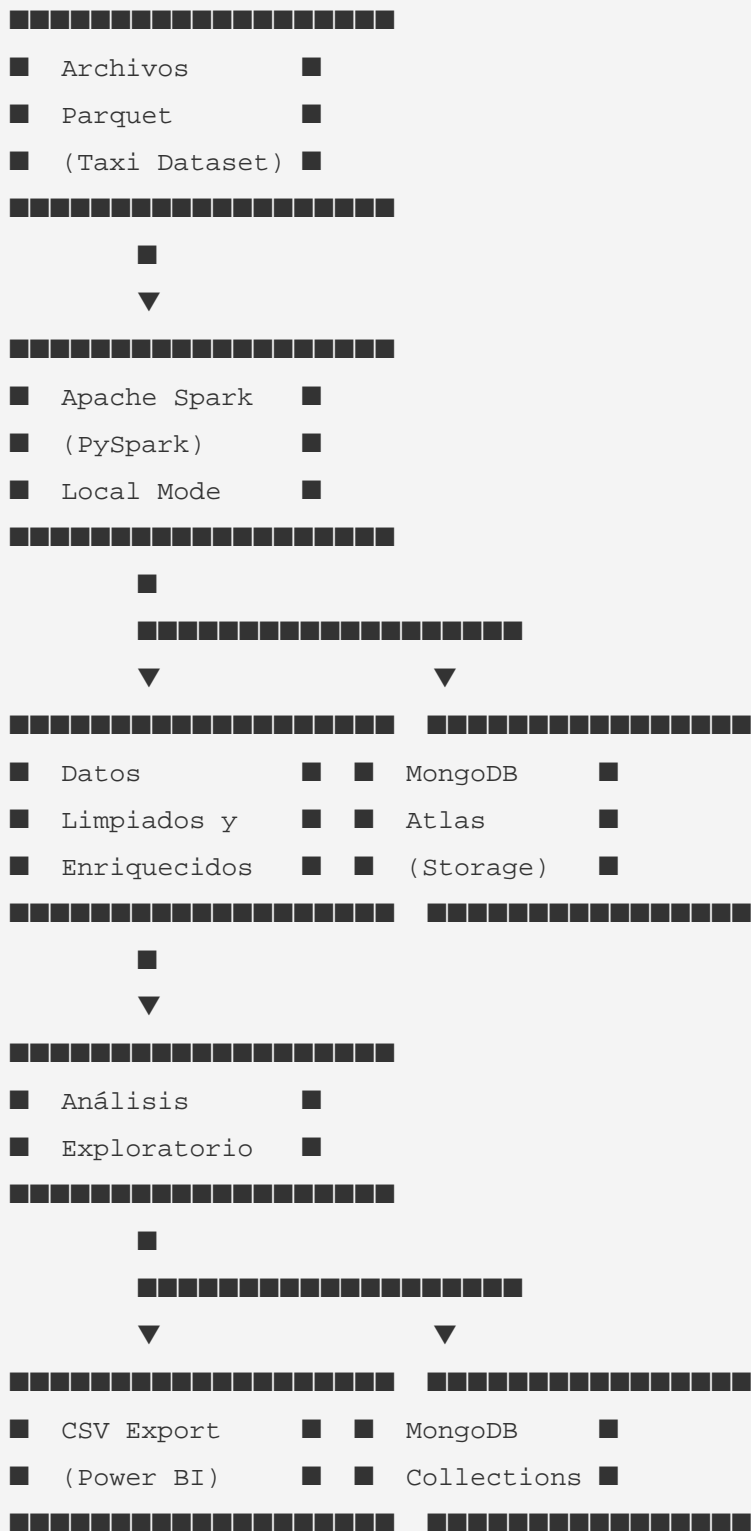 Archivos
Parquet
(Taxi Dataset)
Apache Spark
(PySpark)
Local Mode
Datos MongoDB
Limpiados y Atlas
Enriquecidos (Storage)
Análisis
Exploratorio
CSV Export MongoDB
(Power BI) Collections